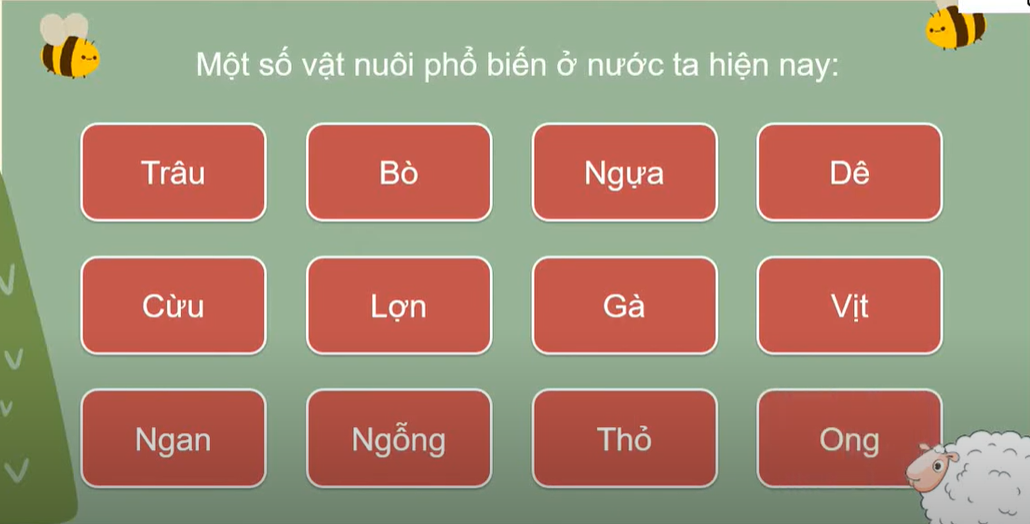 Một số vật nuôi phổ biến ở nước ta hiện nay:
Trâu
Bò
Ngựa
Dê
Cừu
Lợn
Gà
Vịt
Ngan
Ngỗng
Thỏ
Ong